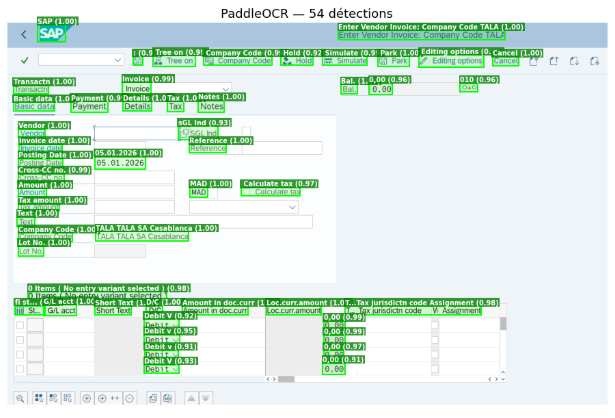 PaddleOCR — 54 détections
SAP (1.00)
SAP
Enter Vendor Invoice: Company Code TALA (1.00)
Enter Vendor Invoice: Company Code TALA
Tree on (0.9 Company Code (0.9 Hold (0.92 Simulate (0.9 Park (1.00) Editing options (0. Cancel (1.00)
Tree on Company Code Hold Simulate Park Editing options Cancel
Transactn (1.00) Invoice (0.99) Bal. (1.00) 0,00 (0.96) 010 (0.96)
Transactn Invoice Bal. 0.00
Basic data (1.0 Payment (0.9 Details (1.0 Tax (1.0 Notes (1.00)
Basic data Payment Details Tax Notes
Vendor (1.00) sGL Ind (0.93)
Vendor sGL Ind
Invoice date (1.00) Reference (1.00)
Invoice date Reference
Posting Date (1.00) 05.01.2026 (1.00)
Posting Date 05.01.2026
Cross-CC no. (0.99)
Cross-CC no.
Amount (1.00) MAD (1.00) Calculate tax (0.97)
Amount MAD Calculate tax
Tax amount (1.00)
Tax amount
Text (1.00)
Text
Company Code (1.0 TALA TALA SA Casablanca (1.00)
Company Code TALA TALA SA Casablanca
Lot No. (1.00)
Lot No.
0 Items ( No entry variant selected ) (0.98)
0 Items ( No entry variant selected )
fi st... ( G/L acct (1.00 Short Text (1.0 D/C (1.00 Amount in doc.curr (1 Loc.curr.amount (1.0 T... Tax jurisdictn code Assignment (0.98)
St... G/L acct Short Text D/C Amount in doc.curr Loc.curr.amount T... Tax jurisdictn code W Assignment
Debit V (0.92) 0,00 (0.99)
Debit 0.00
Debit v (0.95) 0,00 (0.99)
Debit 0.00
Debit v (0.91) 0,00 (0.97)
Debit 0.00
Debit V (0.93) 0,00 (0.91)
Debit 0.00